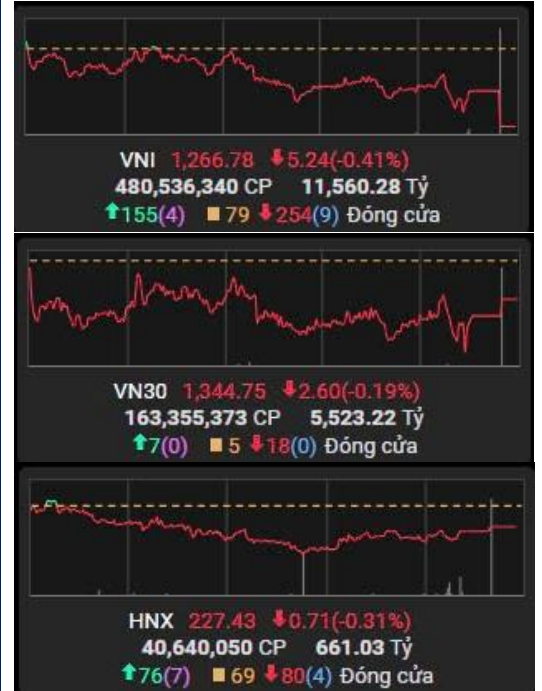 VNI 1,266.78 🠟5.24(-0.41%)
480,536,340 CP 11,560.28 Tỷ
🠝155(4) ■79 🠟254(9) Đóng cửa
VN30 1,344.75 🠟2.60(-0.19%)
163,355,373 CP 5,523.22 Tỷ
🠝7(0) ■5 🠟18(0) Đóng cửa
HNX 227.43 🠟0.71(-0.31%)
40,640,050 CP 661.03 Tỷ
🠝76(7) ■69 🠟80(4) Đóng cửa